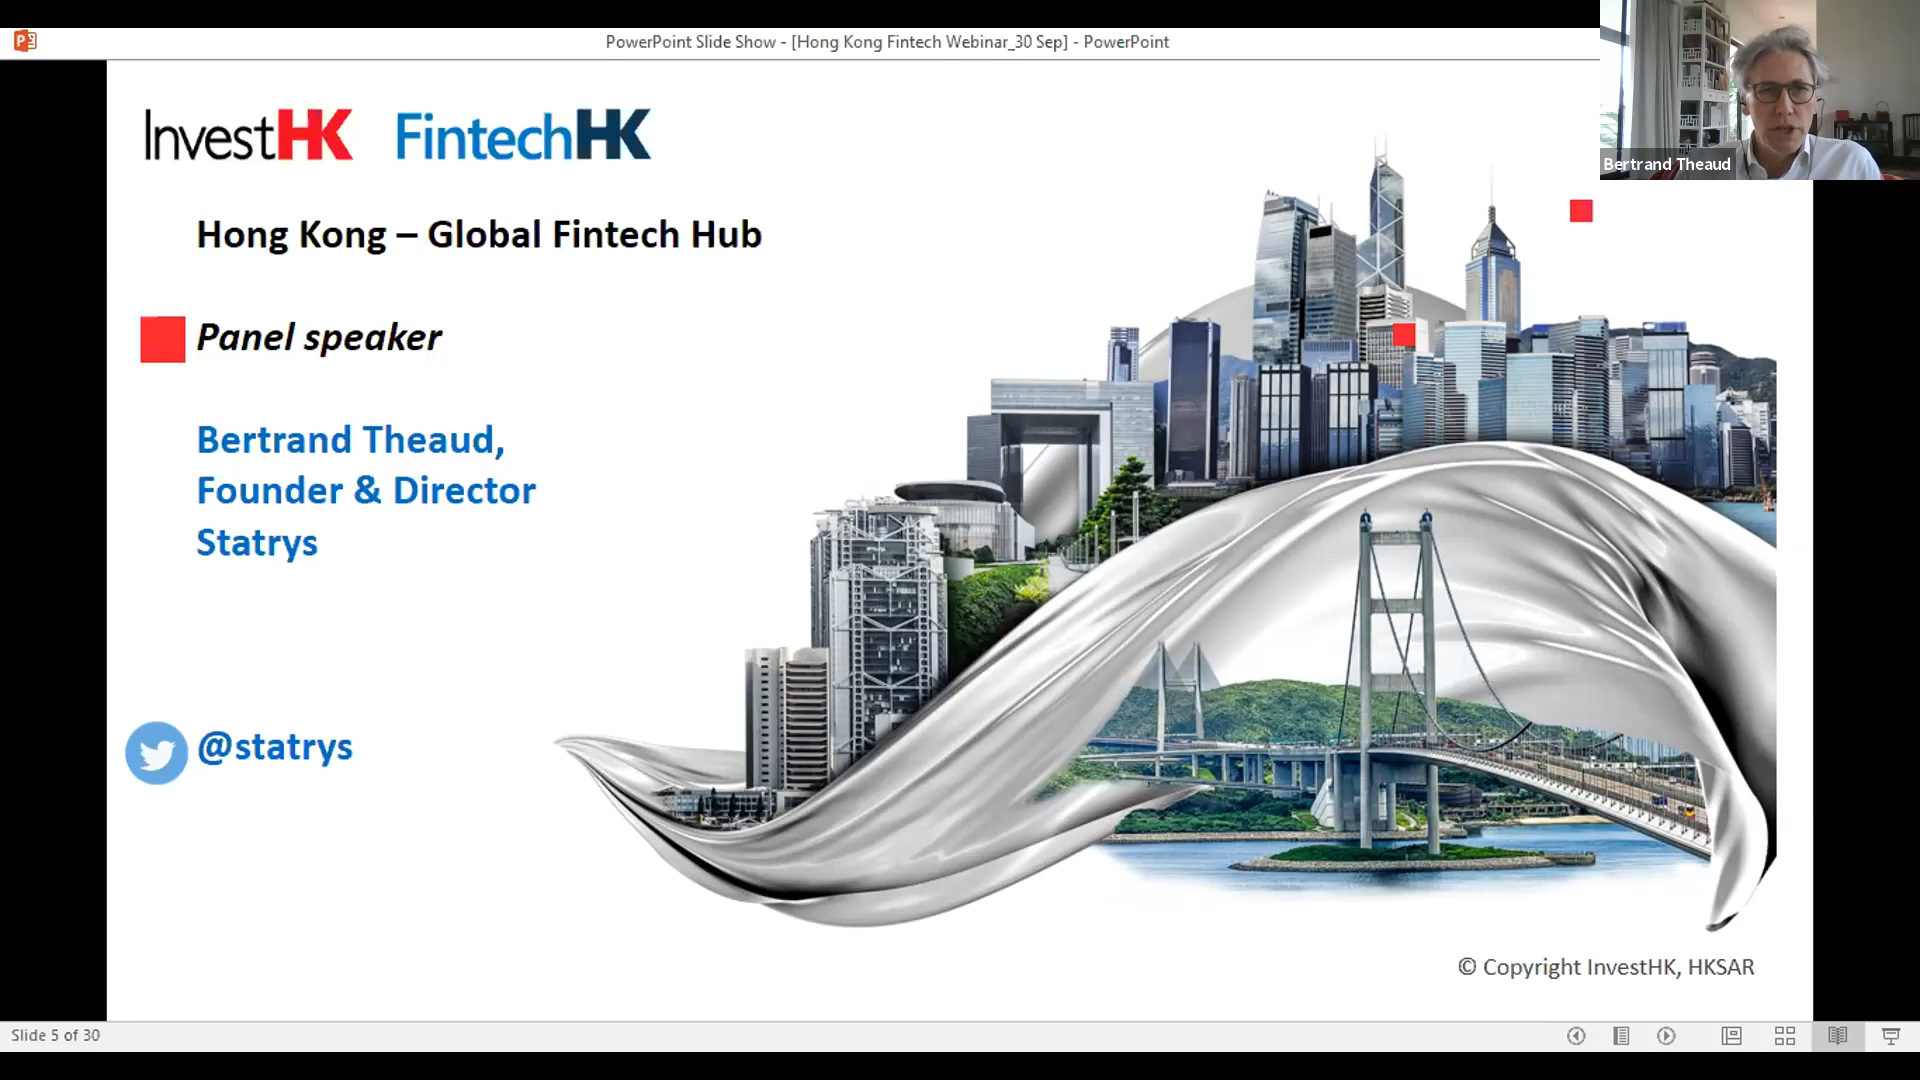 PowerPoint Slide Show - [Hong Kong Fintech Webinar_30 Sep] - PowerPoint
Bertrand Theaud
InvestHK FintechHK
Hong Kong – Global Fintech Hub
Panel speaker
Bertrand Theaud,
Founder & Director
Statrys
@statrys
© Copyright InvestHK, HKSAR
Slide 5 of 30